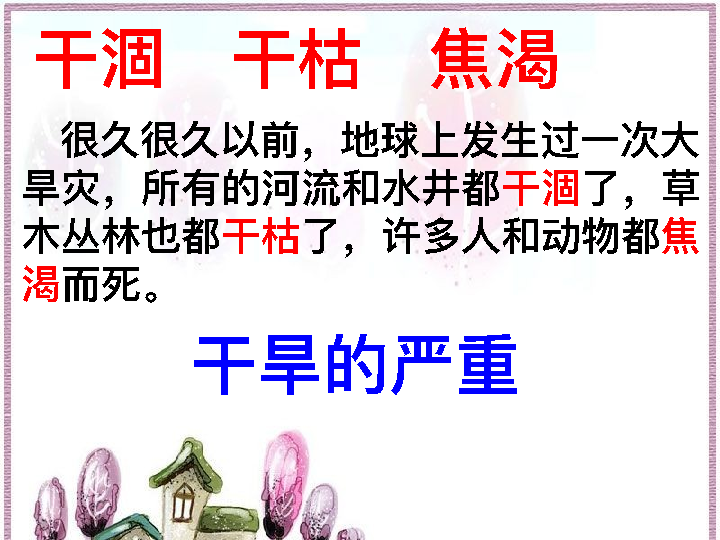 干涸 干枯 焦渴
很久很久以前，地球上发生过一次大
旱灾，所有的河流和水井都干涸了，草
木丛林也都干枯了，许多人和动物都焦
渴而死。
干旱的严重